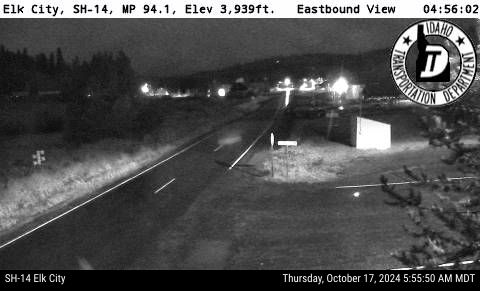 Elk City, SH-14, MP 94.1, Elev 3,939ft.   Eastbound View   04:56:02
IDAHO
TRANSPORTATION DEPARTMENT
SH-14 Elk City   Thursday, October 17, 2024 5:55:50 AM MDT